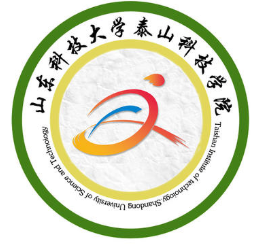 山东科技大学泰山科技学院
Taishan Institute of technology Shandong University of Science and Technology